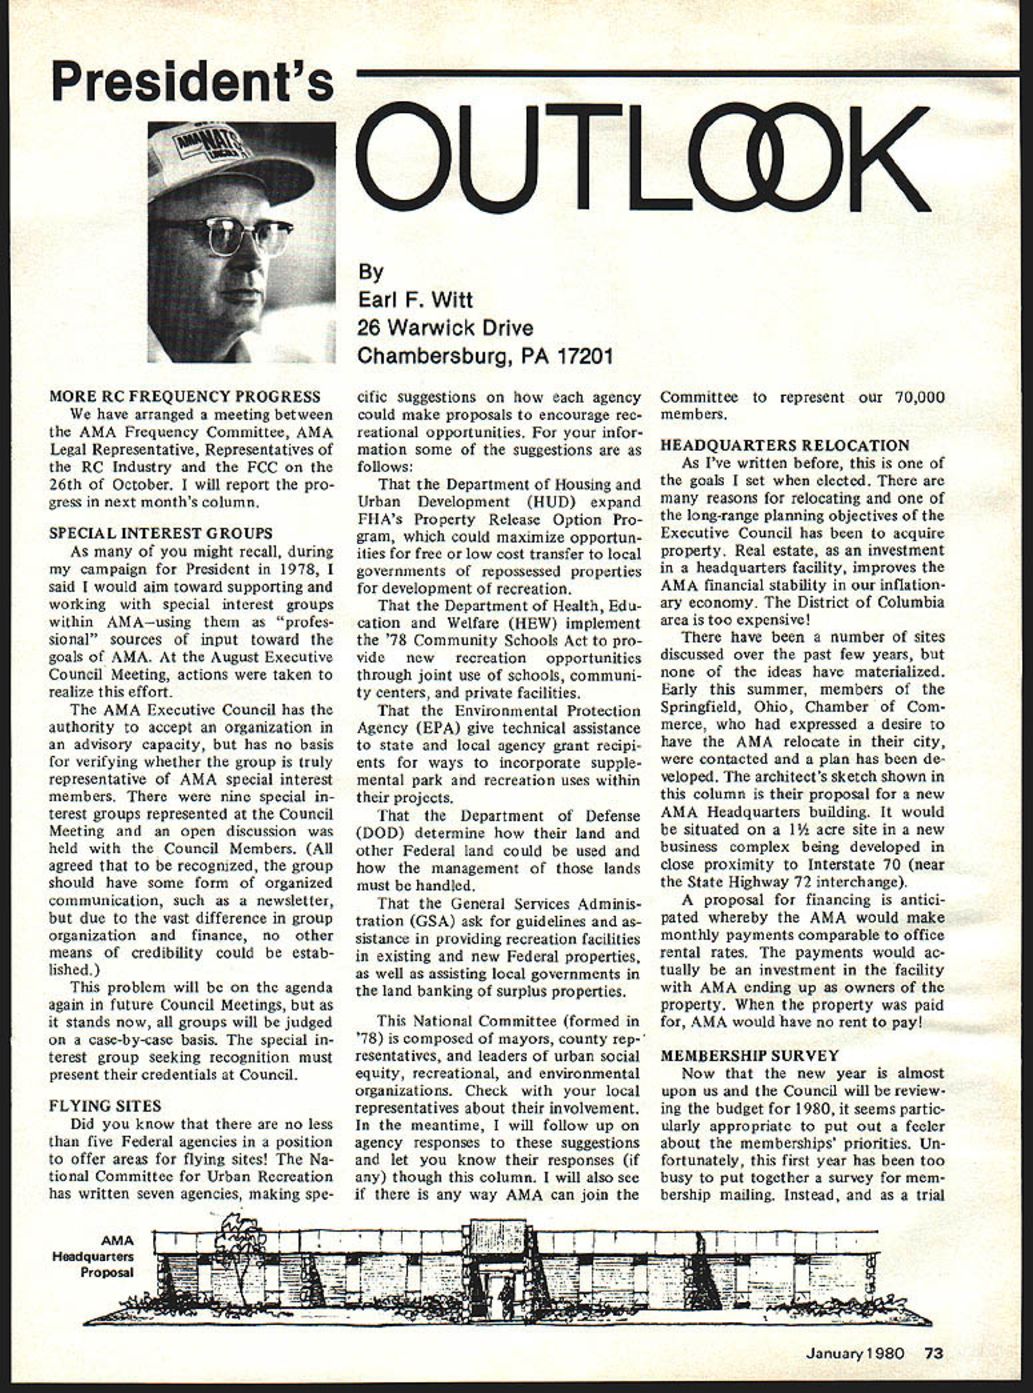 President's
OUTLOOK
AMA NATS
LINCOLN
By
Earl F. Witt
26 Warwick Drive
Chambersburg, PA 17201
MORE RC FREQUENCY PROGRESS
We have arranged a meeting between
the AMA Frequency Committee, AMA
Legal Representative, Representatives of
the RC Industry and the FCC on the
26th of October. I will report the pro-
gress in next month's column.
SPECIAL INTEREST GROUPS
As many of you might recall, during
my campaign for President in 1978, I
said I would aim toward supporting and
working with special interest groups
within AMA—using them as "profes-
sional" sources of input toward the
goals of AMA. At the August Executive
Council Meeting, actions were taken to
realize this effort.
The AMA Executive Council has the
authority to accept an organization in
an advisory capacity, but has no basis
for verifying whether the group is truly
representative of AMA special interest
members. There were nine special in-
terest groups represented at the Council
Meeting and an open discussion was
held with the Council Members. (All
agreed that to be recognized, the group
should have some form of organized
communication, such as a newsletter,
but due to the vast difference in group
organization and finance, no other
means of credibility could be estab-
lished.)
This problem will be on the agenda
again in future Council Meetings, but as
it stands now, all groups will be judged
on a case-by-case basis. The special in-
terest group seeking recognition must
present their credentials at Council.
FLYING SITES
Did you know that there are no less
than five Federal agencies in a position
to offer areas for flying sites! The Na-
tional Committee for Urban Recreation
has written seven agencies, making spe-
cific suggestions on how each agency
could make proposals to encourage rec-
reational opportunities. For your infor-
mation some of the suggestions are as
follows:
That the Department of Housing and
Urban Development (HUD) expand
FHA's Property Release Option Pro-
gram, which could maximize opportun-
ities for free or low cost transfer to local
governments of repossessed properties
for development of recreation.
That the Department of Health, Edu-
cation and Welfare (HEW) implement
the '78 Community Schools Act to pro-
vide new recreation opportunities
through joint use of schools, communi-
ty centers, and private facilities.
That the Environmental Protection
Agency (EPA) give technical assistance
to state and local agency grant recipi-
ents for ways to incorporate supple-
mental park and recreation uses within
their projects.
That the Department of Defense
(DOD) determine how their land and
other Federal land could be used and
how the management of those lands
must be handled.
That the General Services Adminis-
tration (GSA) ask for guidelines and as-
sistance in providing recreation facilities
in existing and new Federal properties,
as well as assisting local governments in
the land banking of surplus properties.
This National Committee (formed in
'78) is composed of mayors, county rep-
resentatives, and leaders of urban social
equity, recreational, and environmental
organizations. Check with your local
representatives about their involvement.
In the meantime, I will follow up on
agency responses to these suggestions
and let you know their responses (if
any) though this column. I will also see
if there is any way AMA can join the
Committee to represent our 70,000
members.
HEADQUARTERS RELOCATION
As I've written before, this is one of
the goals I set when elected. There are
many reasons for relocating and one of
the long-range planning objectives of the
Executive Council has been to acquire
property. Real estate, as an investment
in a headquarters facility, improves the
AMA financial stability in our inflation-
ary economy. The District of Columbia
area is too expensive!
There have been a number of sites
discussed over the past few years, but
none of the ideas have materialized.
Early this summer, members of the
Springfield, Ohio, Chamber of Com-
merce, who had expressed a desire to
have the AMA relocate in their city,
were contacted and a plan has been de-
veloped. The architect's sketch shown in
this column is their proposal for a new
AMA Headquarters building. It would
be situated on a 1½ acre site in a new
business complex being developed in
close proximity to Interstate 70 (near
the State Highway 72 interchange).
A proposal for financing is antici-
pated whereby the AMA would make
monthly payments comparable to office
rental rates. The payments would ac-
tually be an investment in the facility
with AMA ending up as owners of the
property. When the property was paid
for, AMA would have no rent to pay!
MEMBERSHIP SURVEY
Now that the new year is almost
upon us and the Council will be review-
ing the budget for 1980, it seems partic-
ularly appropriate to put out a feeler
about the memberships' priorities. Un-
fortunately, this first year has been too
busy to put together a survey for mem-
bership mailing. Instead, and as a trial
AMA
Headquarters
Proposal
January 1980 73